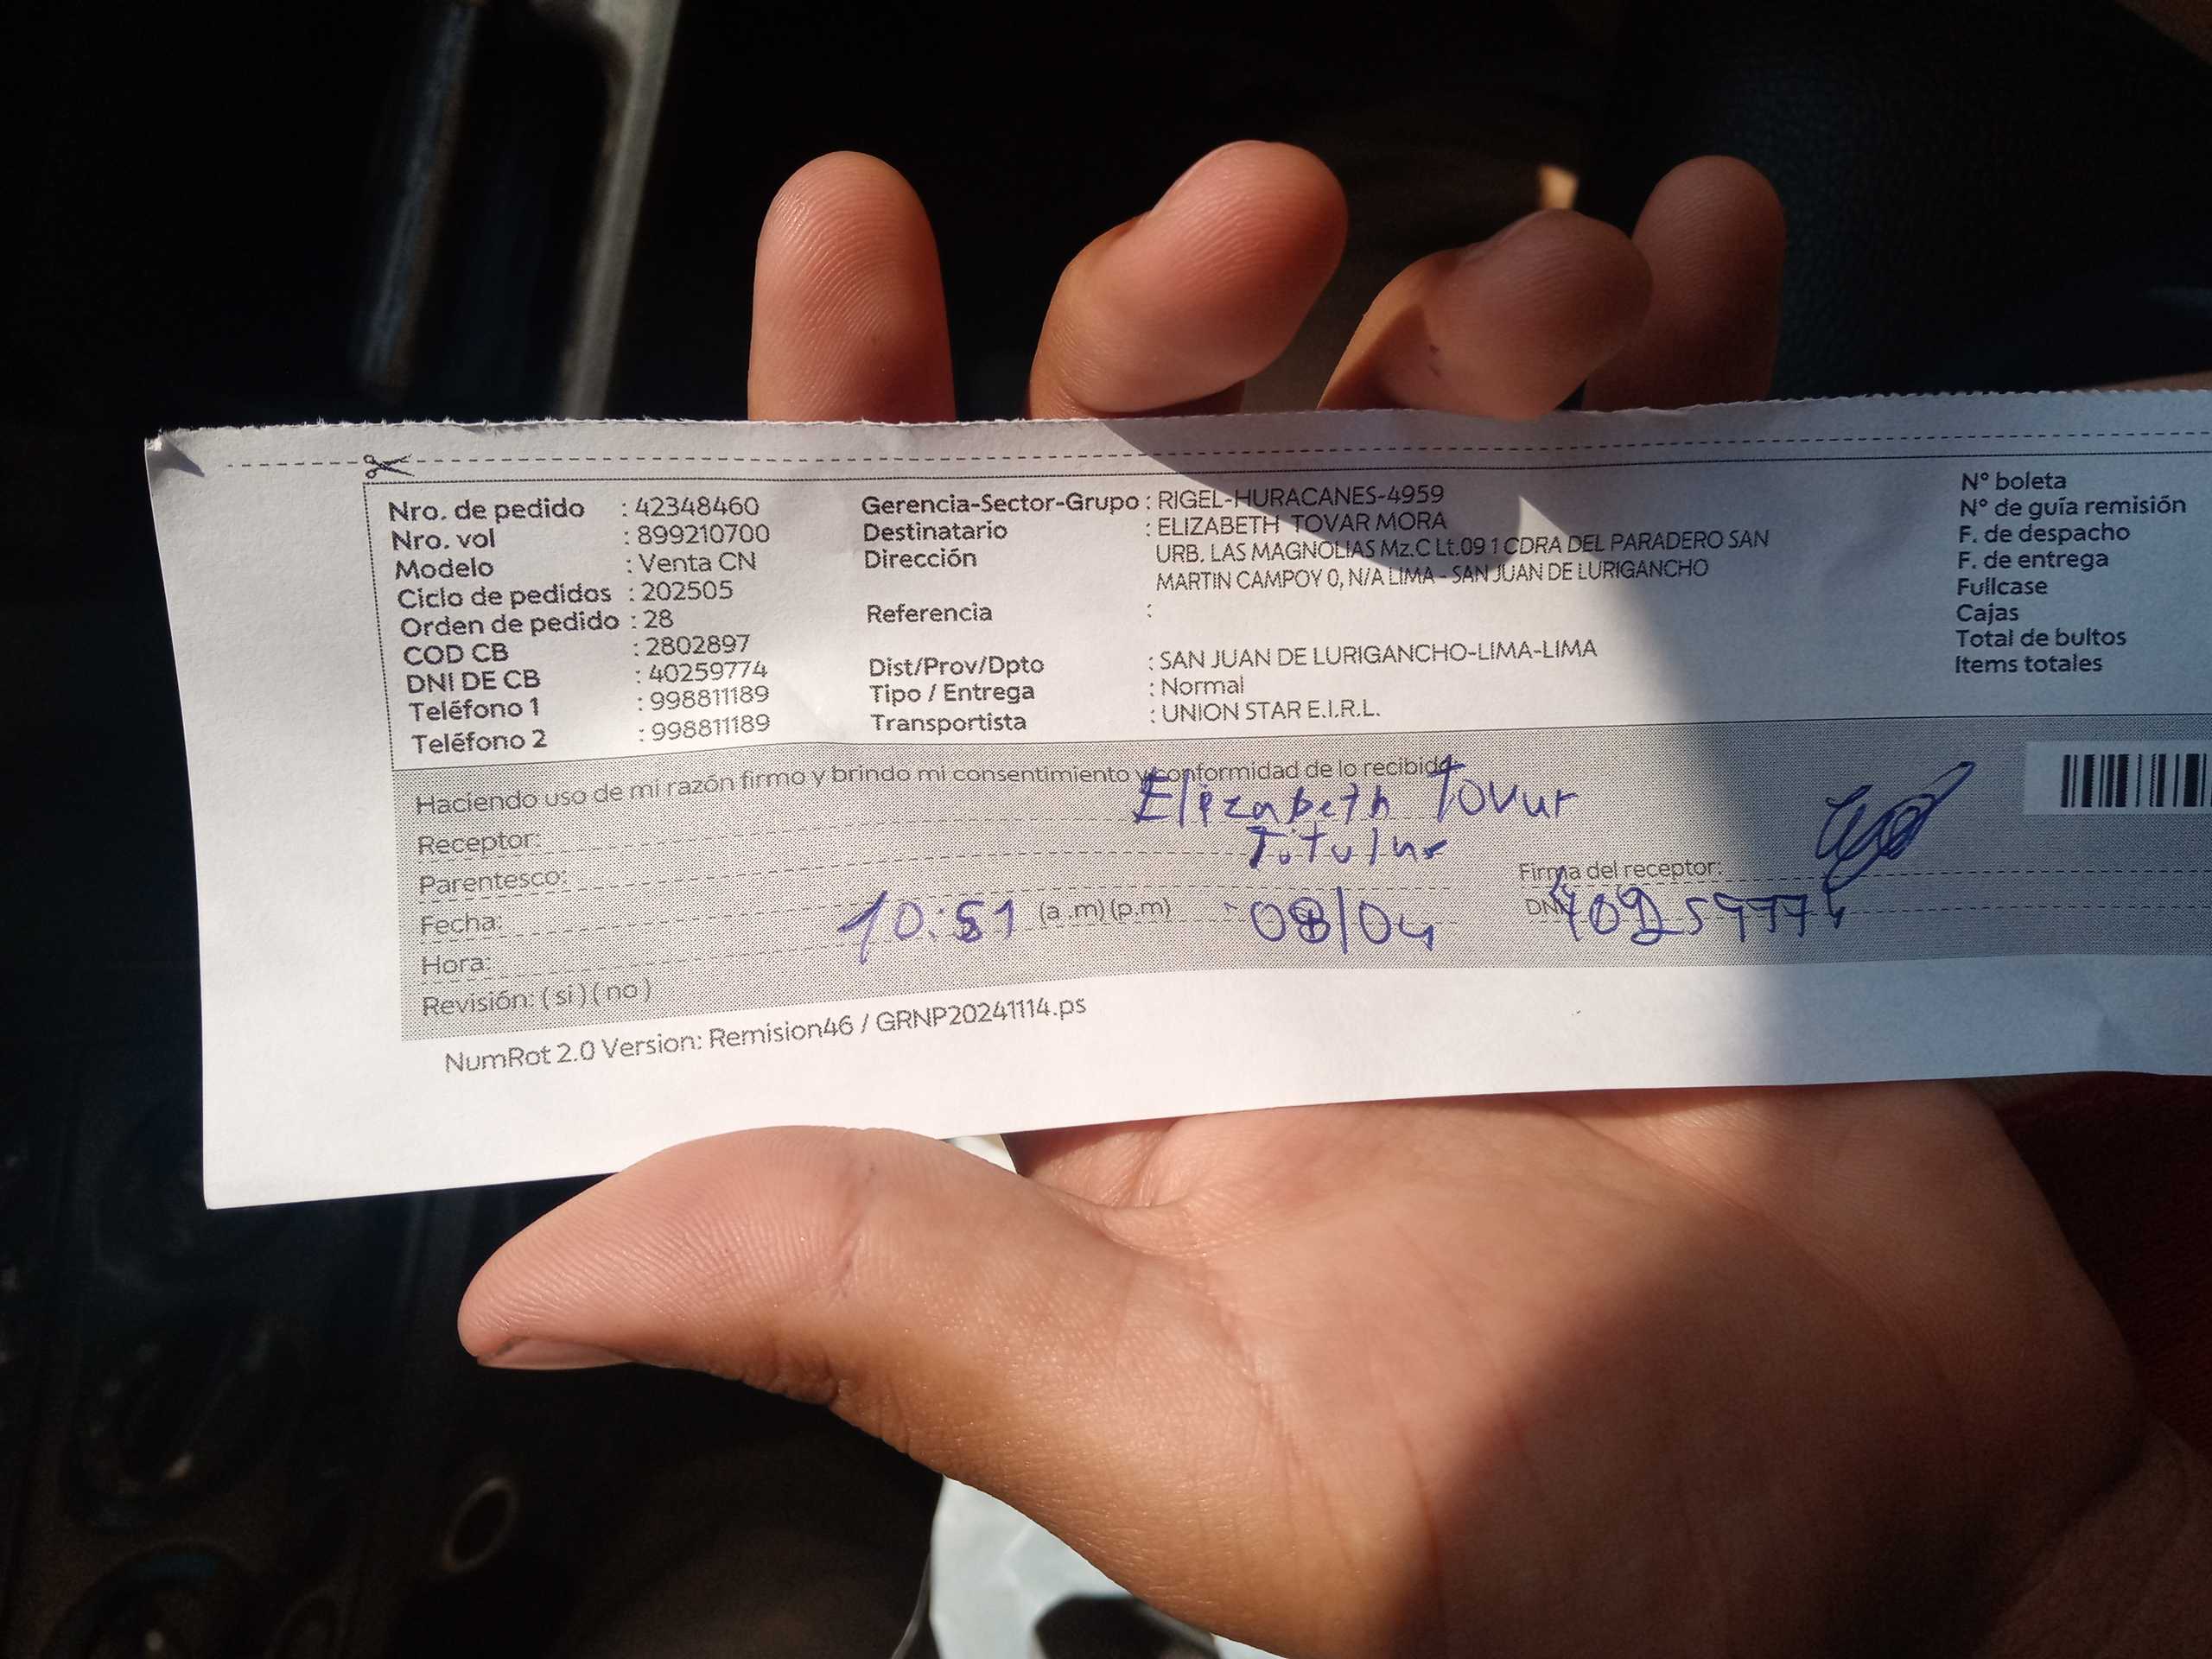 Nro. de pedido : 42348460
Nro. vol : 899210700
Modelo : Venta CN
Ciclo de pedidos : 202505
Orden de pedido : 28
COD CB : 2802897
DNI DE CB : 40259774
Teléfono 1 : 998811189
Teléfono 2 : 998811189
Gerencia-Sector-Grupo : RIGEL-HURACANES-4959
Destinatario : ELIZABETH TOVAR MORA
Dirección URB. LAS MAGNOLIAS Mz.C Lt.09 1 CDRA DEL PARADERO SAN
MARTIN CAMPOY 0, N/A LIMA - SAN JUAN DE LURIGANCHO
Referencia :
Dist/Prov/Dpto : SAN JUAN DE LURIGANCHO-LIMA-LIMA
Tipo / Entrega : Normal
Transportista : UNION STAR E.I.R.L.
N° boleta
N° de guía remisión
F. de despacho
F. de entrega
Fullcase
Cajas
Total de bultos
Items totales
Haciendo uso de mi razón firmo y brindo mi consentimiento y conformidad de lo recibido
Receptor: Elizabeth Tovar
Parentesco: Titular
Firma del receptor:
Fecha: 10:51 (a .m) (p.m) 08/04
DNI 40259774
Hora:
Revisión: ( si ) ( no )
NumRot 2.0 Version: Remision46 / GRNP20241114.ps